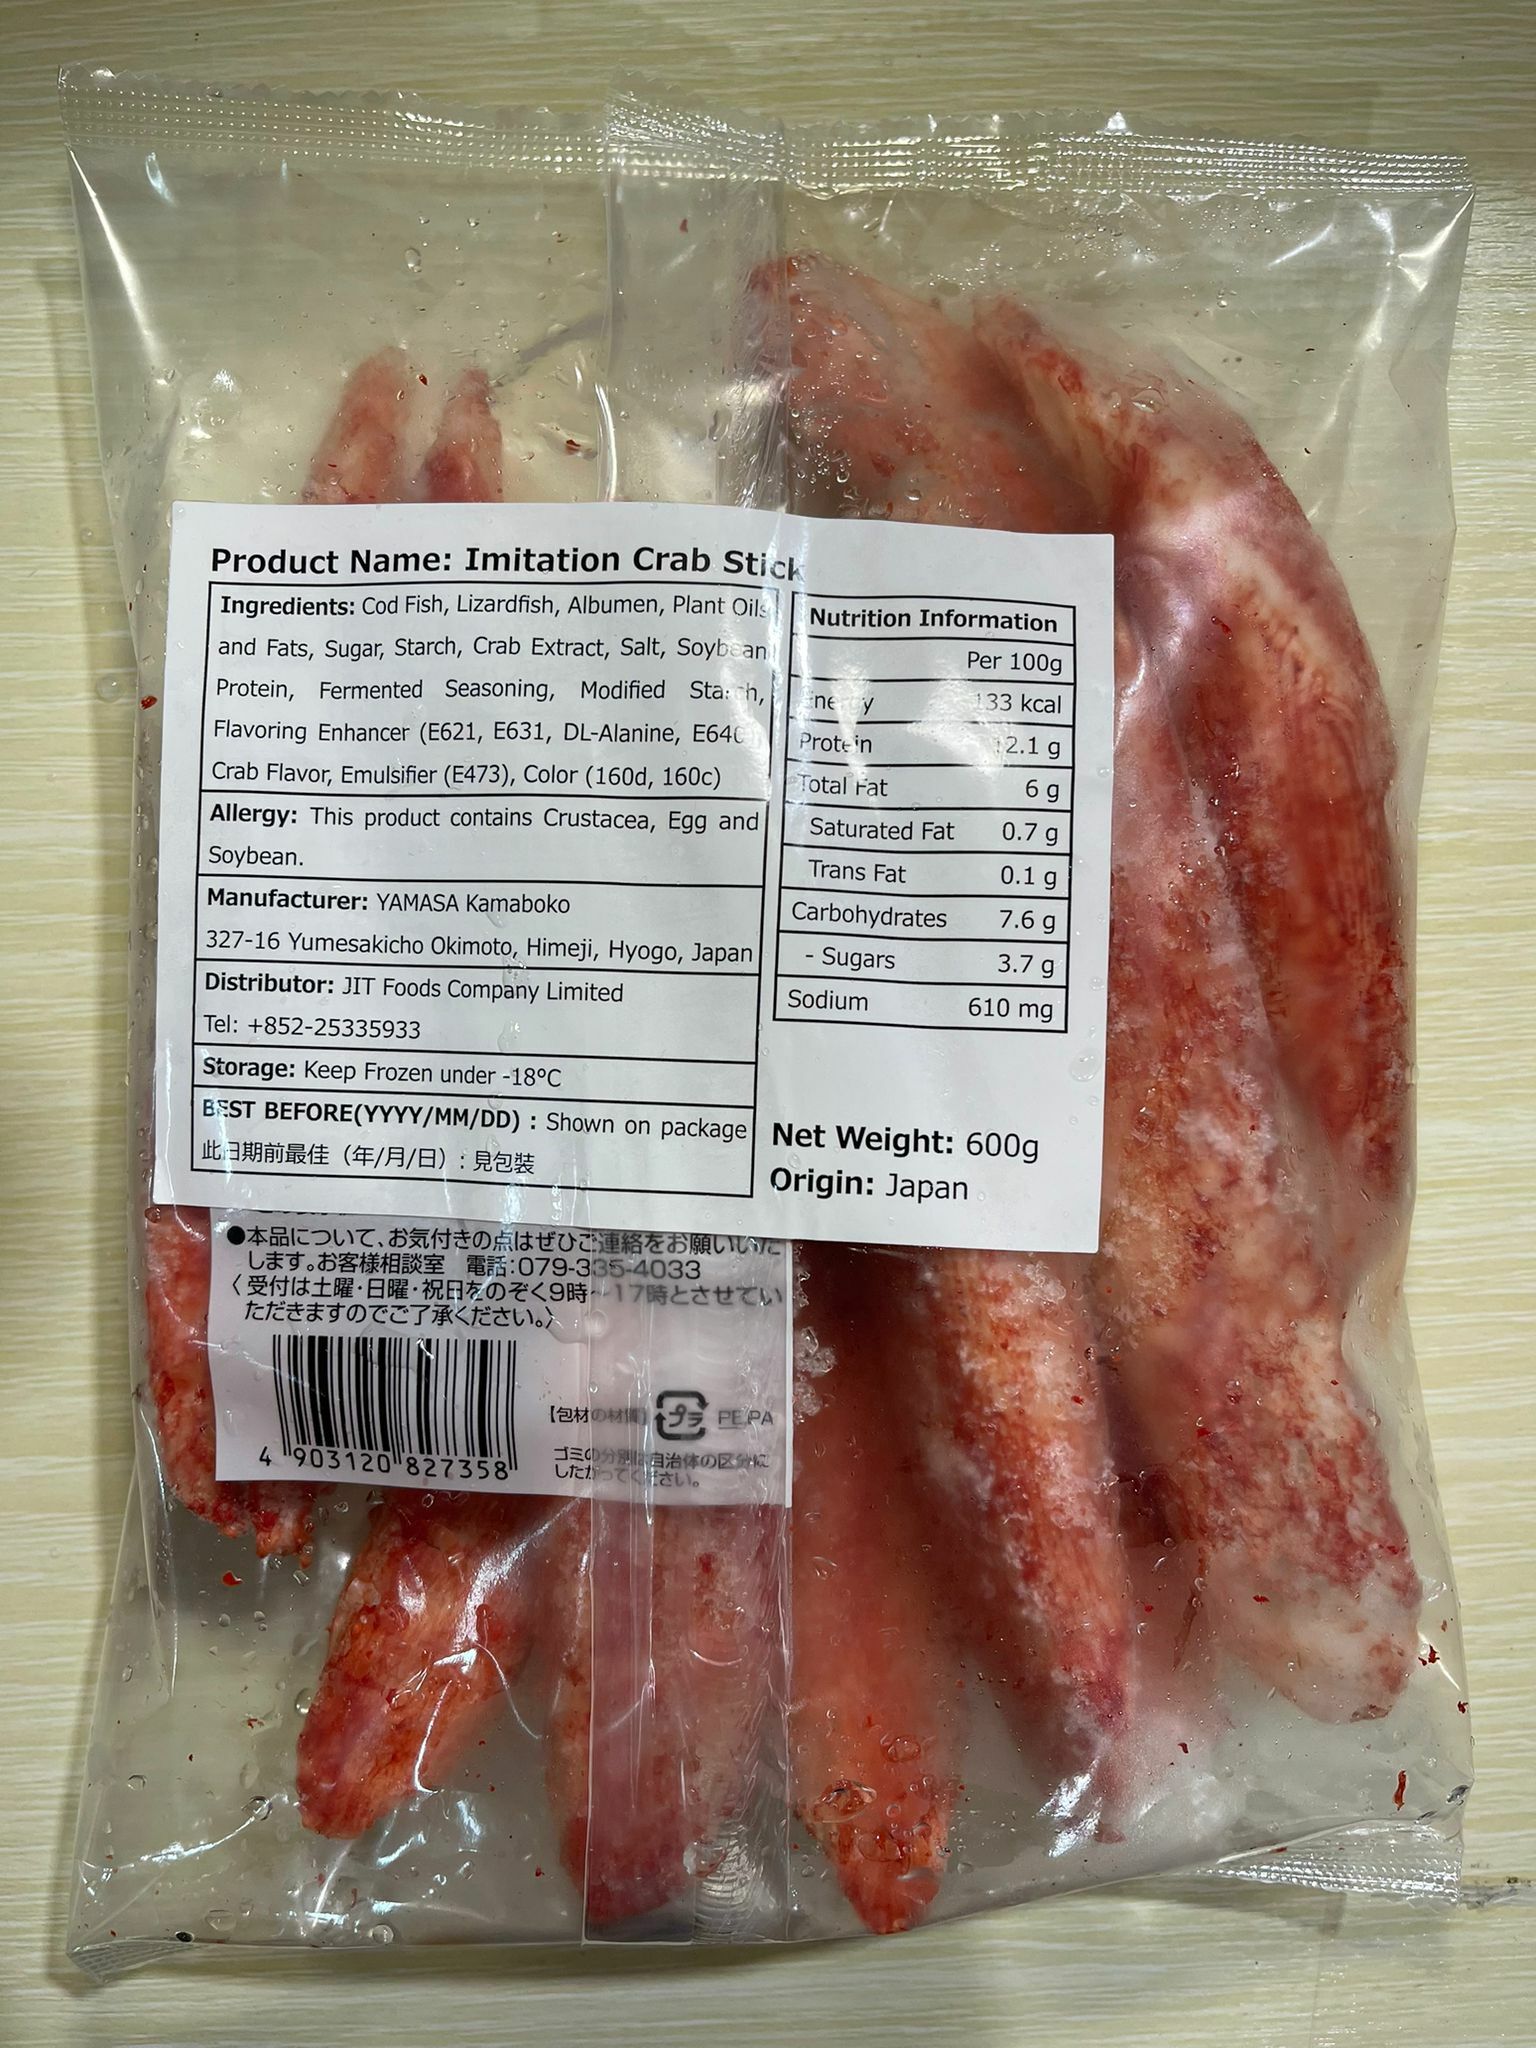 Product Name: Imitation Crab Stick
Ingredients: Cod Fish, Lizardfish, Albumen, Plant Oils
and Fats, Sugar, Starch, Crab Extract, Salt, Soybean
Protein, Fermented Seasoning, Modified Starch,
Flavoring Enhancer (E621, E631, DL-Alanine, E640
Crab Flavor, Emulsifier (E473), Color (160d, 160c)
Allergy: This product contains Crustacea, Egg and
Soybean.
Manufacturer: YAMASA Kamaboko
327-16 Yumesakicho Okimoto, Himeji, Hyogo, Japan
Distributor: JIT Foods Company Limited
Tel: +852-25335933
Storage: Keep Frozen under -18°C
BEST BEFORE(YYYY/MM/DD) : Shown on package
此日期前最佳（年/月/日）: 見包裝
Nutrition Information
Per 100g
Energy 133 kcal
Protein 12.1 g
Total Fat 6 g
Saturated Fat 0.7 g
Trans Fat 0.1 g
Carbohydrates 7.6 g
- Sugars 3.7 g
Sodium 610 mg
Net Weight: 600g
Origin: Japan
●本品について、お気付きの点はぜひご連絡をお願いいた
します。お客様相談室 電話:079-335-4033
〈受付は土曜・日曜・祝日をのぞく9時〜17時とさせてい
ただきますのでご了承ください。〉
4 903120 827358
【包材の材質】 プラ PE,PA
ゴミの分別は自治体の区分に
したがってください。